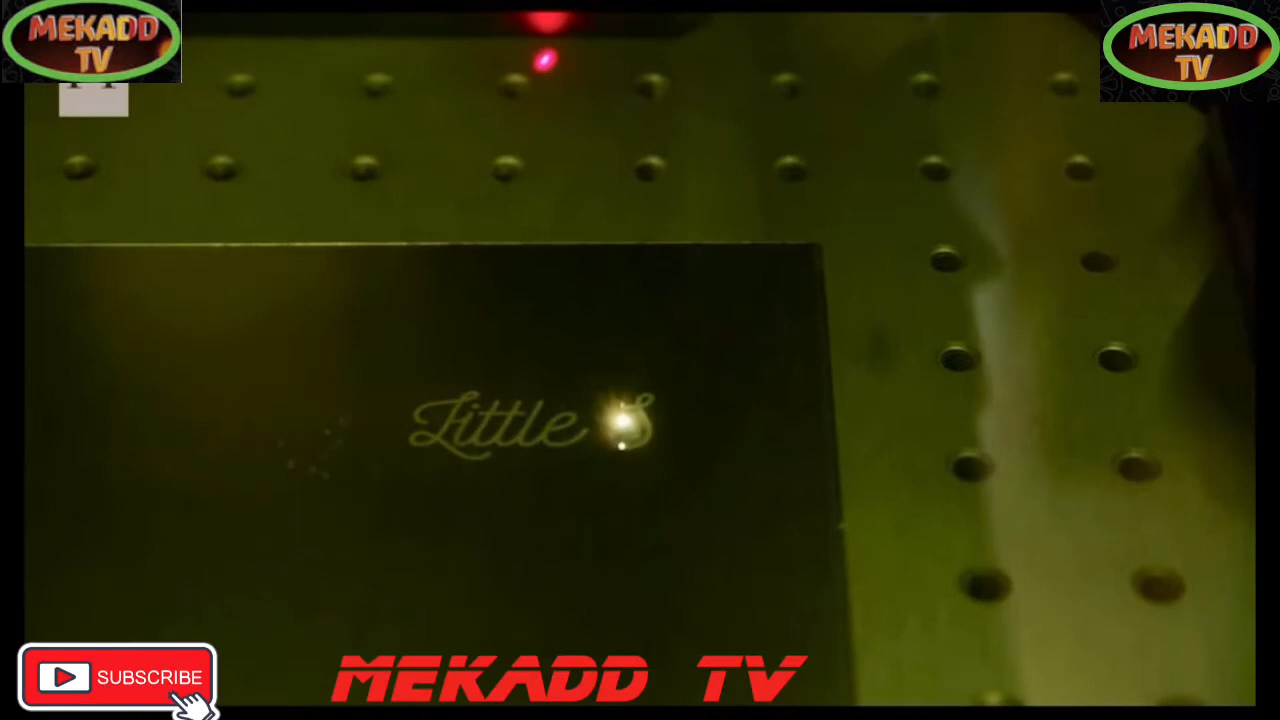 MEKADD
TV
MEKADD
TV
Little S
SUBSCRIBE
MEKADD TV